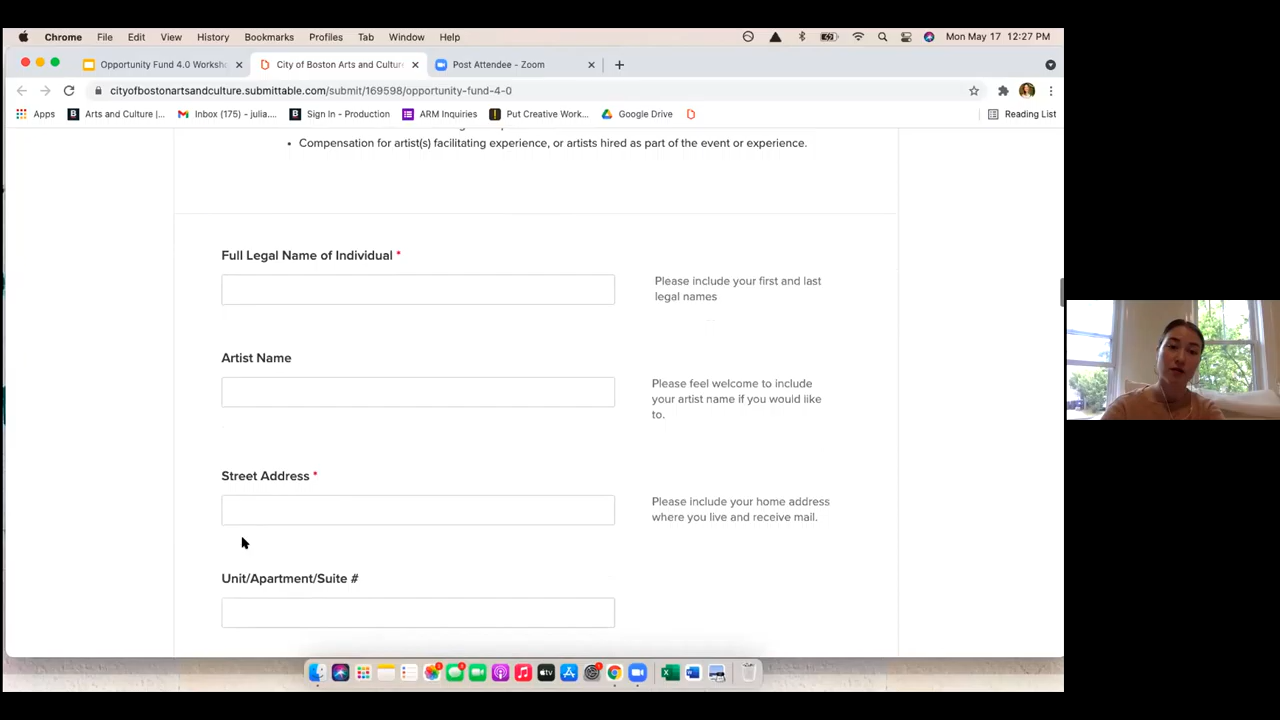 Chrome File Edit View History Bookmarks Profiles Tab Window Help Mon May 17 12:27 PM
Opportunity Fund 4.0 Worksh City of Boston Arts and Culture Post Attendee - Zoom
cityofbostonartsandculture.submittable.com/submit/169598/opportunity-fund-4-0
Apps Arts and Culture |... Inbox (175) - julia.... Sign In - Production ARM Inquiries Put Creative Work... Google Drive Reading List
• Compensation for artist(s) facilitating experience, or artists hired as part of the event or experience.
Full Legal Name of Individual *
Please include your first and last
legal names
Artist Name
Please feel welcome to include
your artist name if you would like
to.
Street Address *
Please include your home address
where you live and receive mail.
Unit/Apartment/Suite #